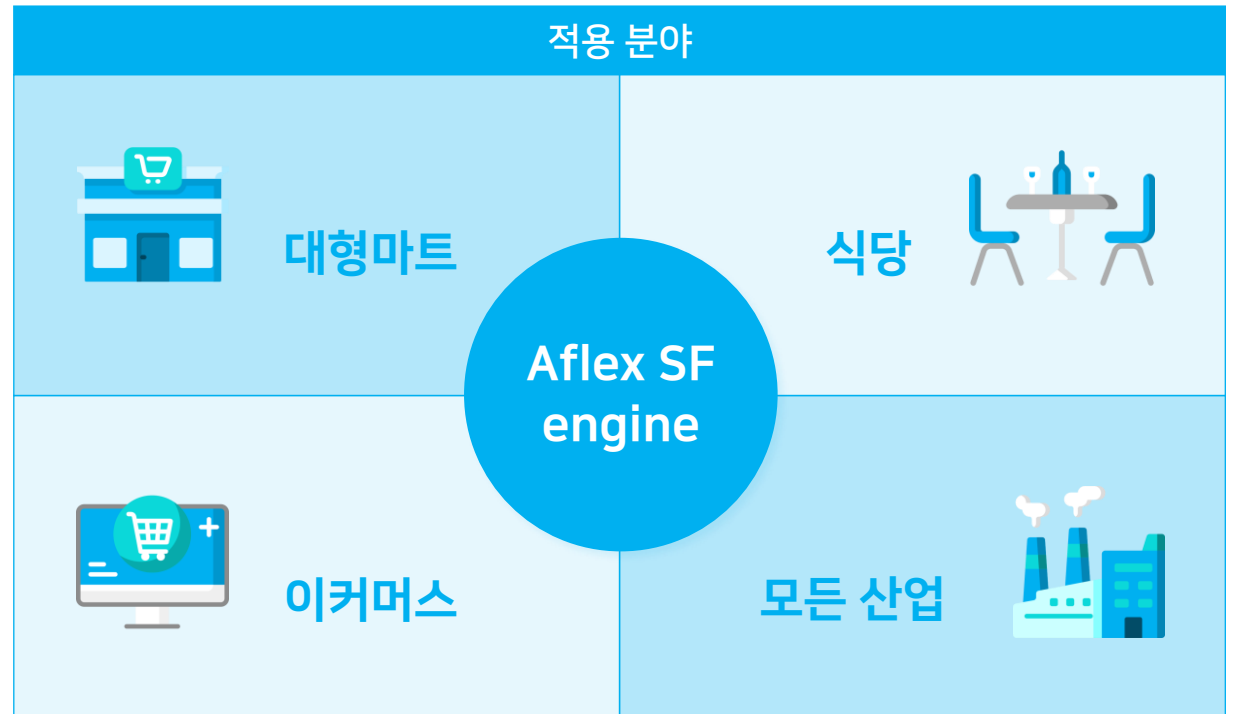 적용 분야
대형마트
식당
Aflex SF
engine
이커머스
모든 산업